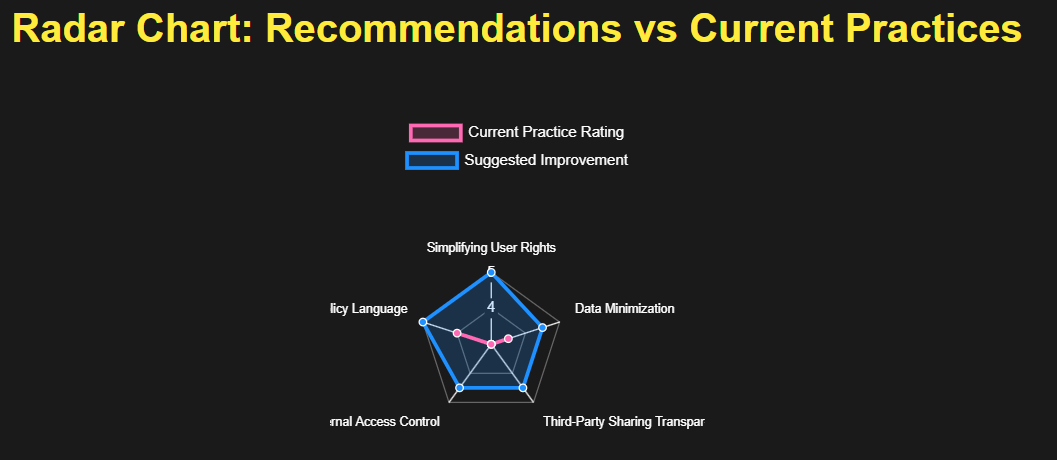 Radar Chart: Recommendations vs Current Practices
Current Practice Rating
Suggested Improvement
Simplifying User Rights
5
4
licy Language
Data Minimization
rnal Access Control
Third-Party Sharing Transpar